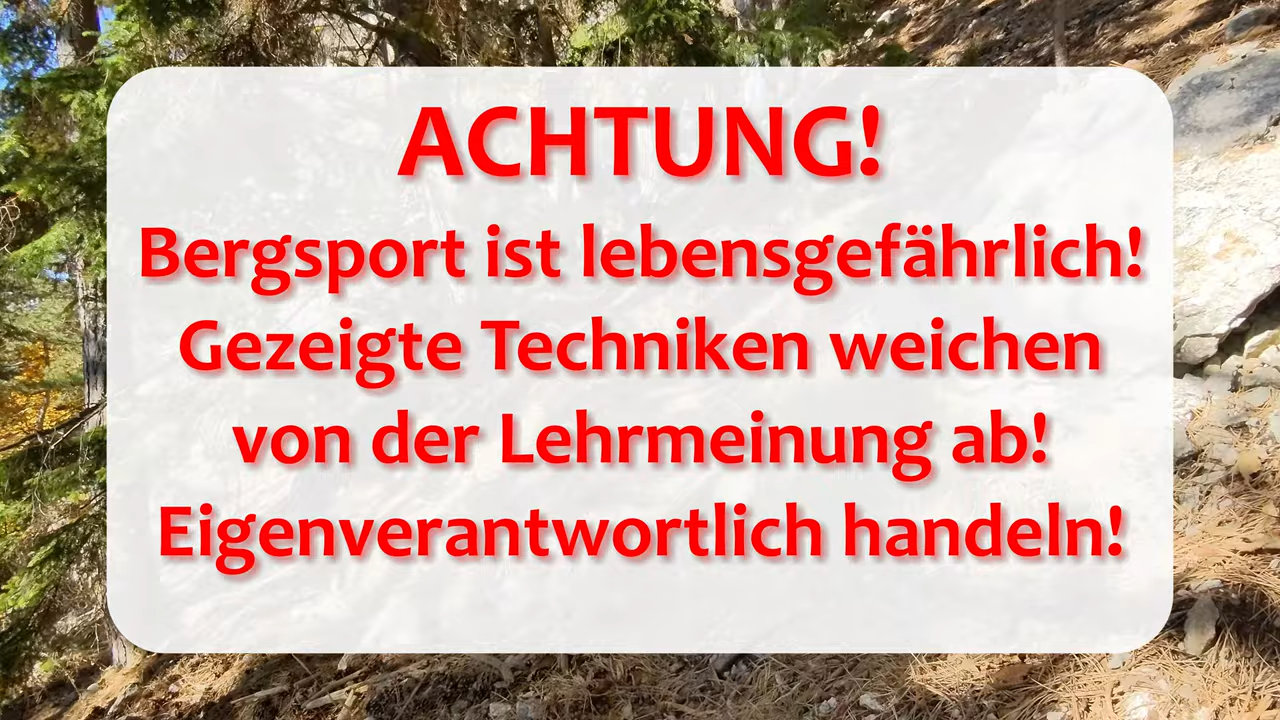 ACHTUNG!
Bergsport ist lebensgefährlich!
Gezeigte Techniken weichen
von der Lehrmeinung ab!
Eigenverantwortlich handeln!